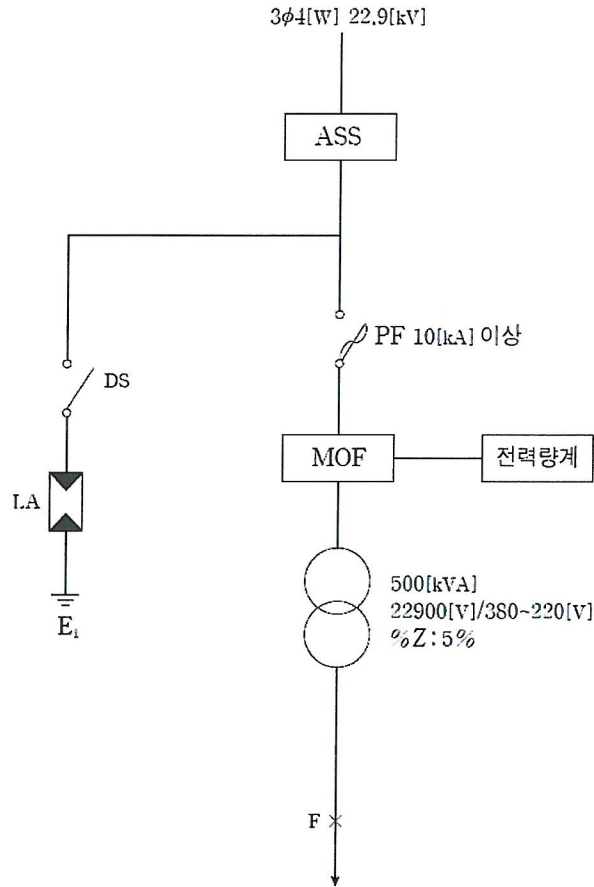 3φ4[W] 22.9[kV]
ASS
PF 10[kA] 이상
DS
MOF
전력량계
LA
E₁
500[kVA]
22900[V]/380~220[V]
%Z:5%
F